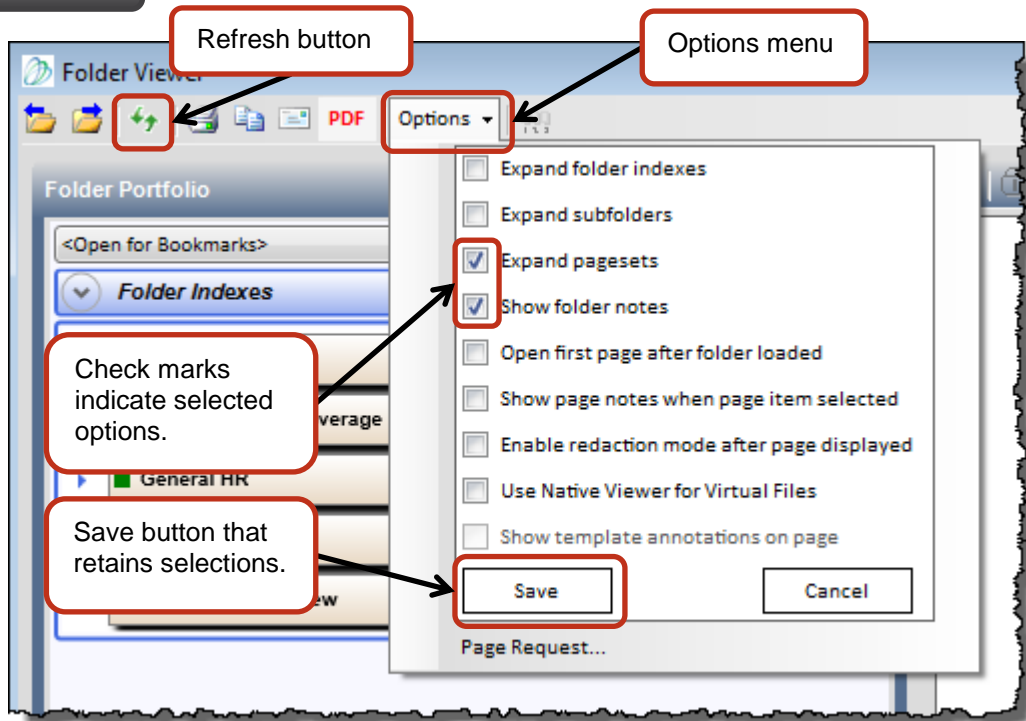 Refresh button
Options menu
Folder Viewer
PDF
Options
Expand folder indexes
Folder Portfolio
Expand subfolders
<Open for Bookmarks>
Expand pagesets
Folder Indexes
Show folder notes
Check marks
indicate selected
options.
Open first page after folder loaded
Show page notes when page item selected
verage
Enable redaction mode after page displayed
General HR
Use Native Viewer for Virtual Files
Save button that
retains selections.
Show template annotations on page
Save
Cancel
ew
Page Request...